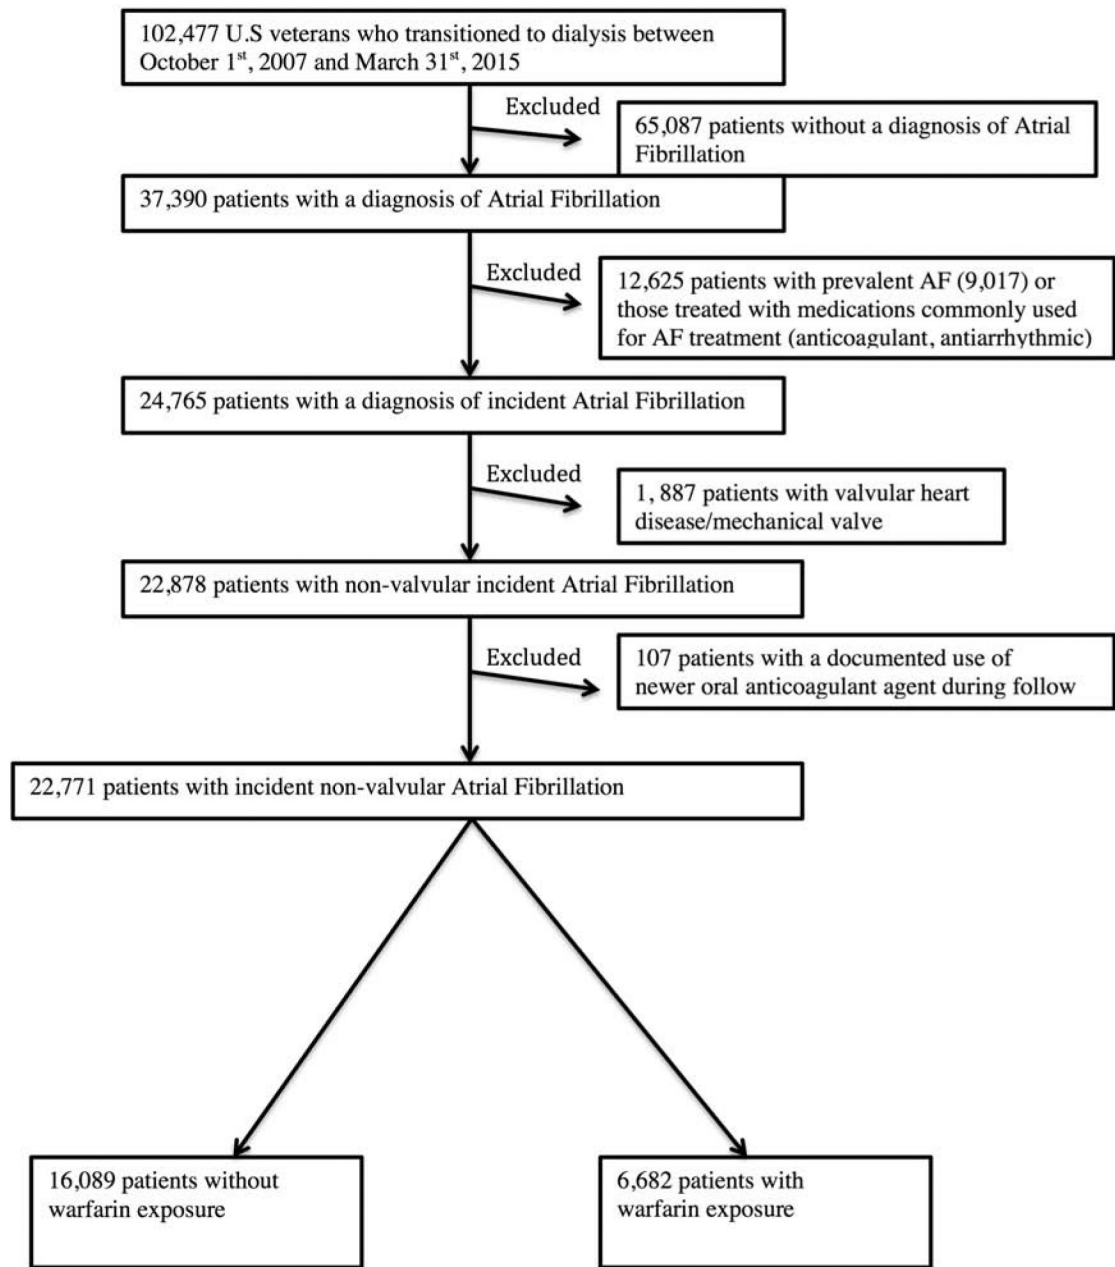 102,477 U.S veterans who transitioned to dialysis between
October 1st, 2007 and March 31st, 2015
Excluded
65,087 patients without a diagnosis of Atrial
Fibrillation
37,390 patients with a diagnosis of Atrial Fibrillation
Excluded
12,625 patients with prevalent AF (9,017) or
those treated with medications commonly used
for AF treatment (anticoagulant, antiarrhythmic)
24,765 patients with a diagnosis of incident Atrial Fibrillation
Excluded
1, 887 patients with valvular heart
disease/mechanical valve
22,878 patients with non-valvular incident Atrial Fibrillation
Excluded
107 patients with a documented use of
newer oral anticoagulant agent during follow
22,771 patients with incident non-valvular Atrial Fibrillation
16,089 patients without
warfarin exposure
6,682 patients with
warfarin exposure